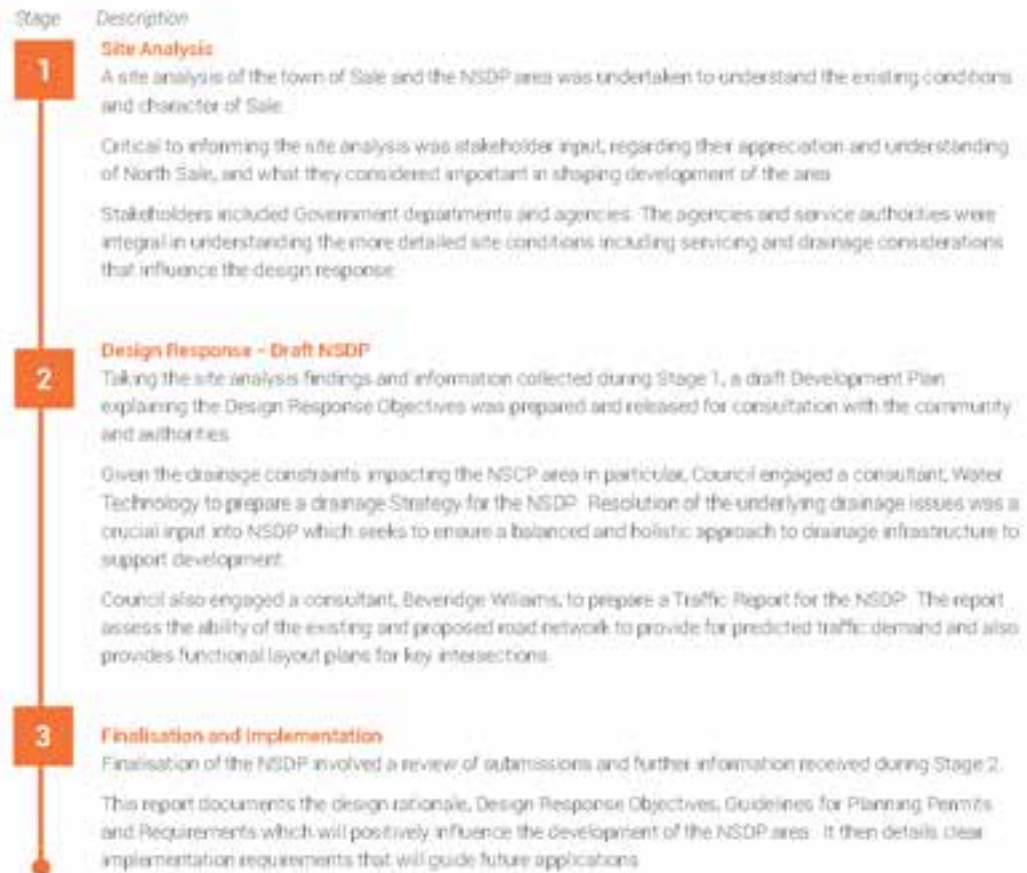 Stage Description
1
Site Analysis
A site analysis of the town of Sale and the NSDP area was undertaken to understand the existing conditions
and character of Sale.
Critical to informing the site analysis was stakeholder input, regarding their appreciation and understanding
of North Sale, and what they considered important in shaping development of the area.
Stakeholders included Government departments and agencies. The agencies and service authorities were
integral in understanding the more detailed site conditions including servicing and drainage considerations
that influence the design response.
2
Design Response - Draft NSDP
Taking the site analysis findings and information collected during Stage 1, a draft Development Plan
explaining the Design Response Objectives was prepared and released for consultation with the community
and authorities.
Given the drainage constraints impacting the NSCP area in particular, Council engaged a consultant, Water
Technology to prepare a drainage Strategy for the NSDP. Resolution of the underlying drainage issues was a
crucial input into NSDP which seeks to ensure a balanced and holistic approach to drainage infrastructure to
support development.
Council also engaged a consultant, Beveridge Wiliams, to prepare a Traffic Report for the NSDP. The report
assess the ability of the existing and proposed road network to provide for predicted traffic demand and also
provides functional layout plans for key intersections.
3
Finalisation and Implementation
Finalisation of the NSDP involved a review of submissions and further information received during Stage 2.
This report documents the design rationale, Design Response Objectives, Guidelines for Planning Permits
and Requirements which will positively influence the development of the NSDP area. It then details clear
implementation requirements that will guide future applications.